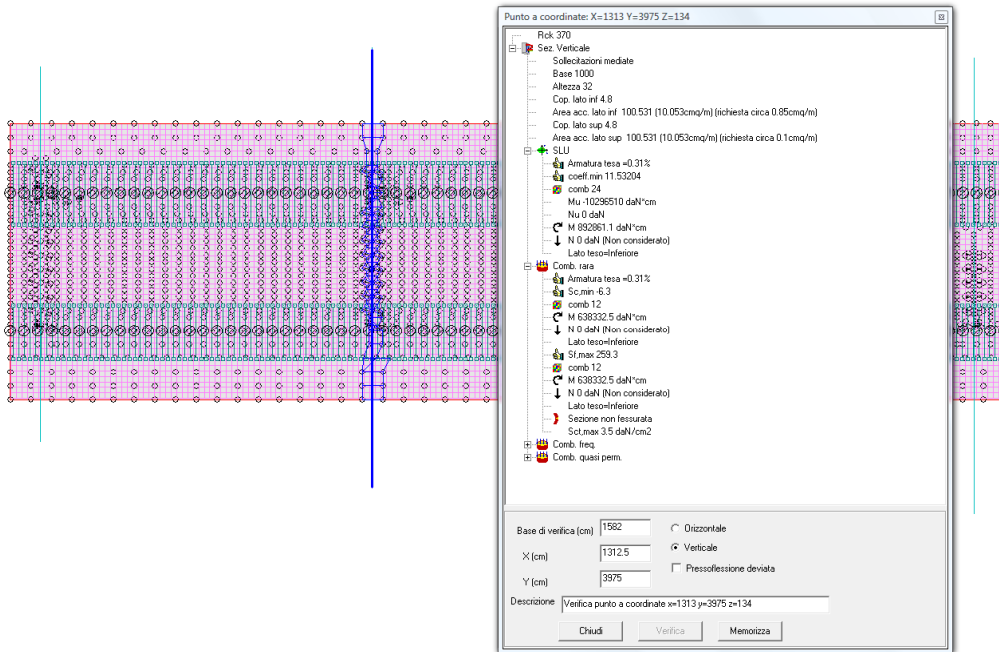 Punto a coordinate: X=1313 Y=3975 Z=134
Rck 370
Sez. Verticale
Sollecitazioni mediate
Base 1000
Altezza 32
Cop. lato inf 4.8
Area acc. lato inf 100.531 (10.053cmq/m) (richiesta circa 0.85cmq/m)
Cop. lato sup 4.8
Area acc. lato sup 100.531 (10.053cmq/m) (richiesta circa 0.1cmq/m)
SLU
Armatura tesa =0.31%
coeff.min 11.53204
comb 24
Mu -10296510 daN*cm
Nu 0 daN
M 892861.1 daN*cm
N 0 daN (Non considerato)
Lato teso=Inferiore
Comb. rara
Armatura tesa =0.31%
Sc,min -6.3
comb 12
M 638332.5 daN*cm
N 0 daN (Non considerato)
Lato teso=Inferiore
Sf,max 259.3
comb 12
M 638332.5 daN*cm
N 0 daN (Non considerato)
Lato teso=Inferiore
Sezione non fessurata
Sct,max 3.5 daN/cm2
Comb. freq.
Comb. quasi perm.
Base di verifica (cm) 1582 Orizzontale
X (cm) 1312.5 Verticale
Y (cm) 3975 Pressoflessione deviata
Descrizione Verifica punto a coordinate x=1313 y=3975 z=134
Chiudi Verifica Memorizza